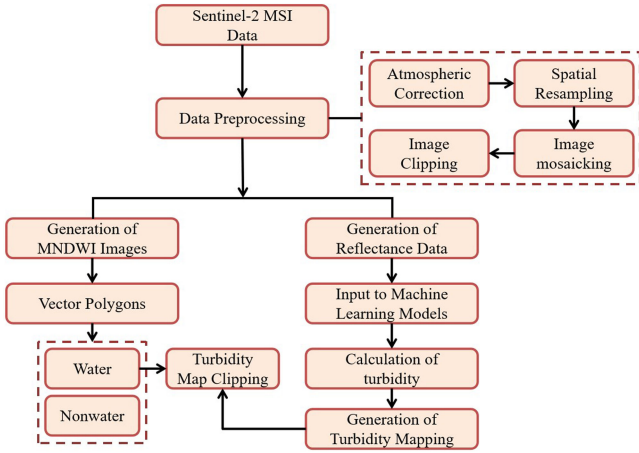 Sentinel-2 MSI
Data
Data Preprocessing
Atmospheric
Correction
Spatial
Resampling
Image
Clipping
Image
mosaicking
Generation of
MNDWI Images
Generation of
Reflectance Data
Vector Polygons
Input to Machine
Learning Models
Water
Nonwater
Turbidity
Map Clipping
Calculation of
turbidity
Generation of
Turbidity Mapping